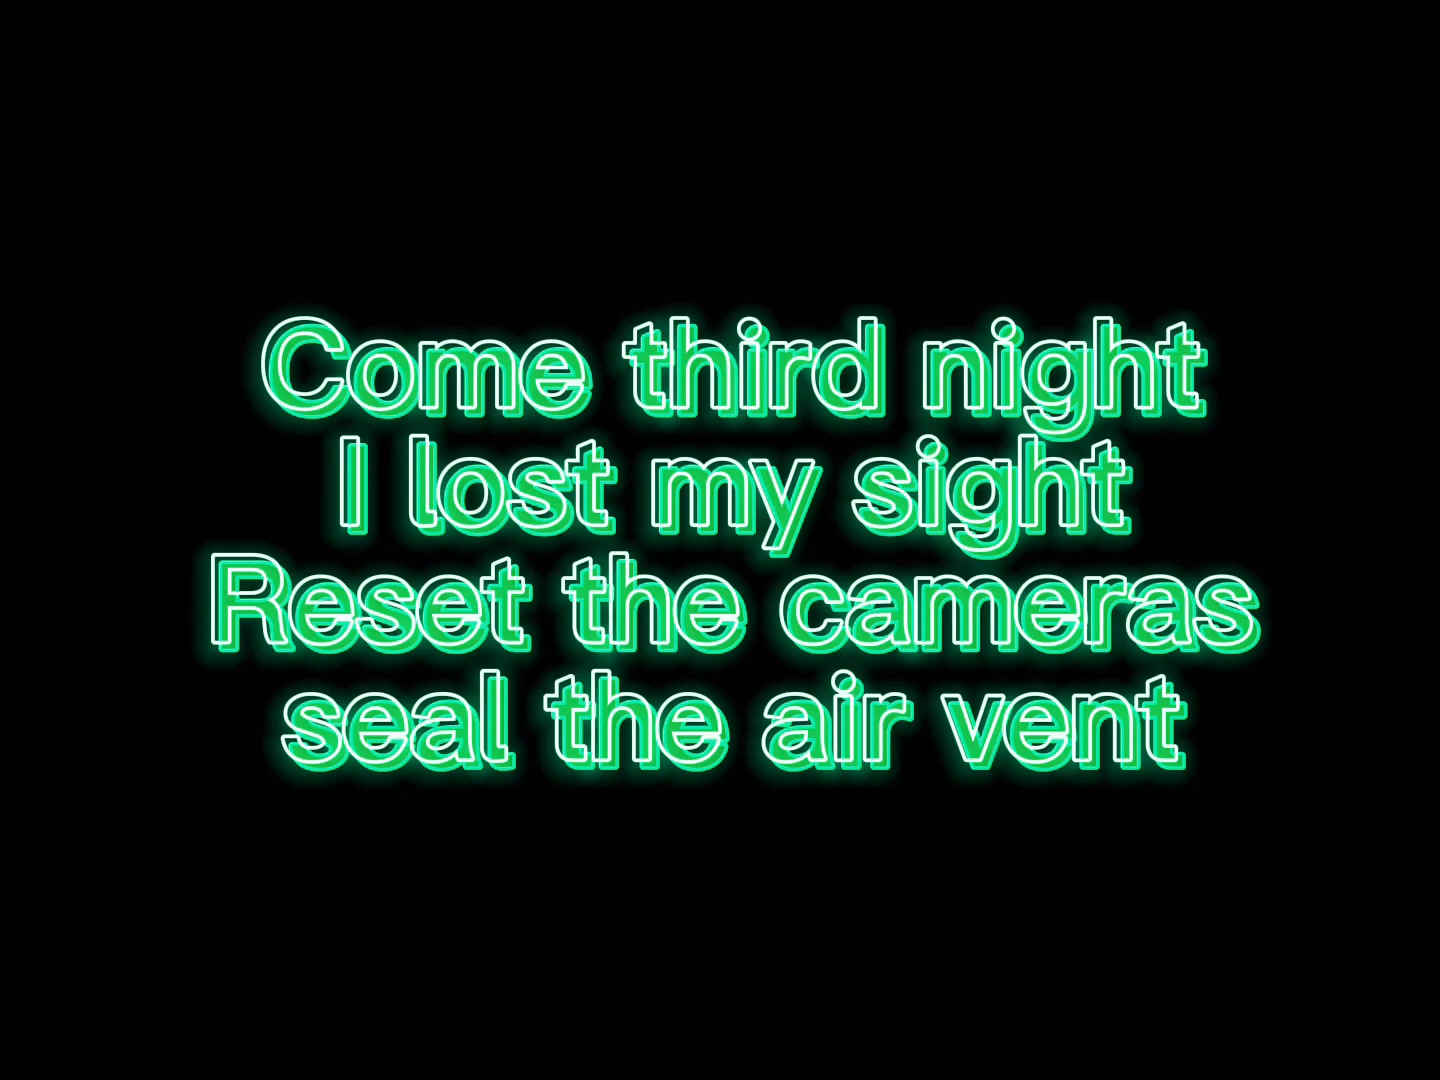 Come third night
I lost my sight
Reset the cameras
seal the air vent